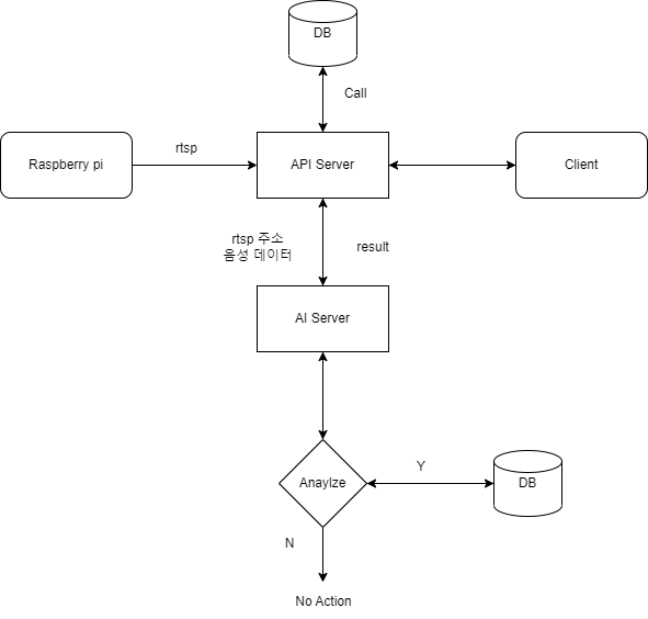 DB
Call
Raspberry pi
rtsp
API Server
Client
rtsp 주소
음성 데이터
result
AI Server
Anaylze
Y
DB
N
No Action